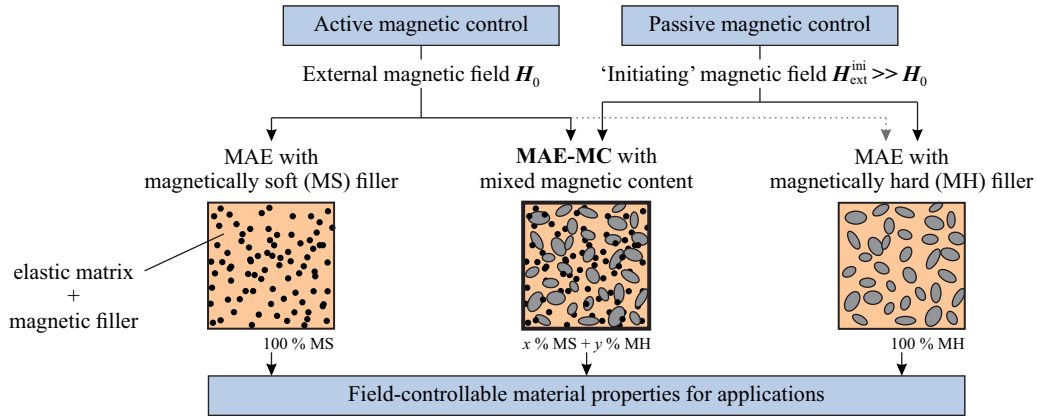 Active magnetic control
Passive magnetic control
External magnetic field H₀
‘Initiating’ magnetic field Hᵢₙᵢ ext >> H₀
MAE with
magnetically soft (MS) filler
MAE-MC with
mixed magnetic content
MAE with
magnetically hard (MH) filler
elastic matrix
+
magnetic filler
100 % MS
x % MS + y % MH
100 % MH
Field-controllable material properties for applications